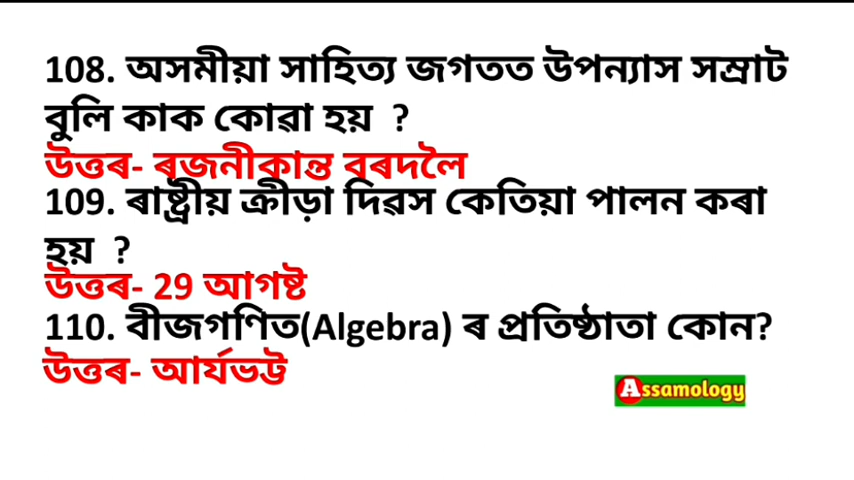 108. অসমীয়া সাহিত্য জগতত উপন্যাস সম্ৰাট
বুলি কাক কোৱা হয় ?
উত্তৰ- ৰজনীকান্ত বৰদলৈ
109. ৰাষ্ট্ৰীয় ক্ৰীড়া দিৱস কেতিয়া পালন কৰা
হয় ?
উত্তৰ- 29 আগষ্ট
110. বীজগণিত(Algebra) ৰ প্ৰতিষ্ঠাতা কোন?
উত্তৰ- আৰ্যভট্ট
Assamology